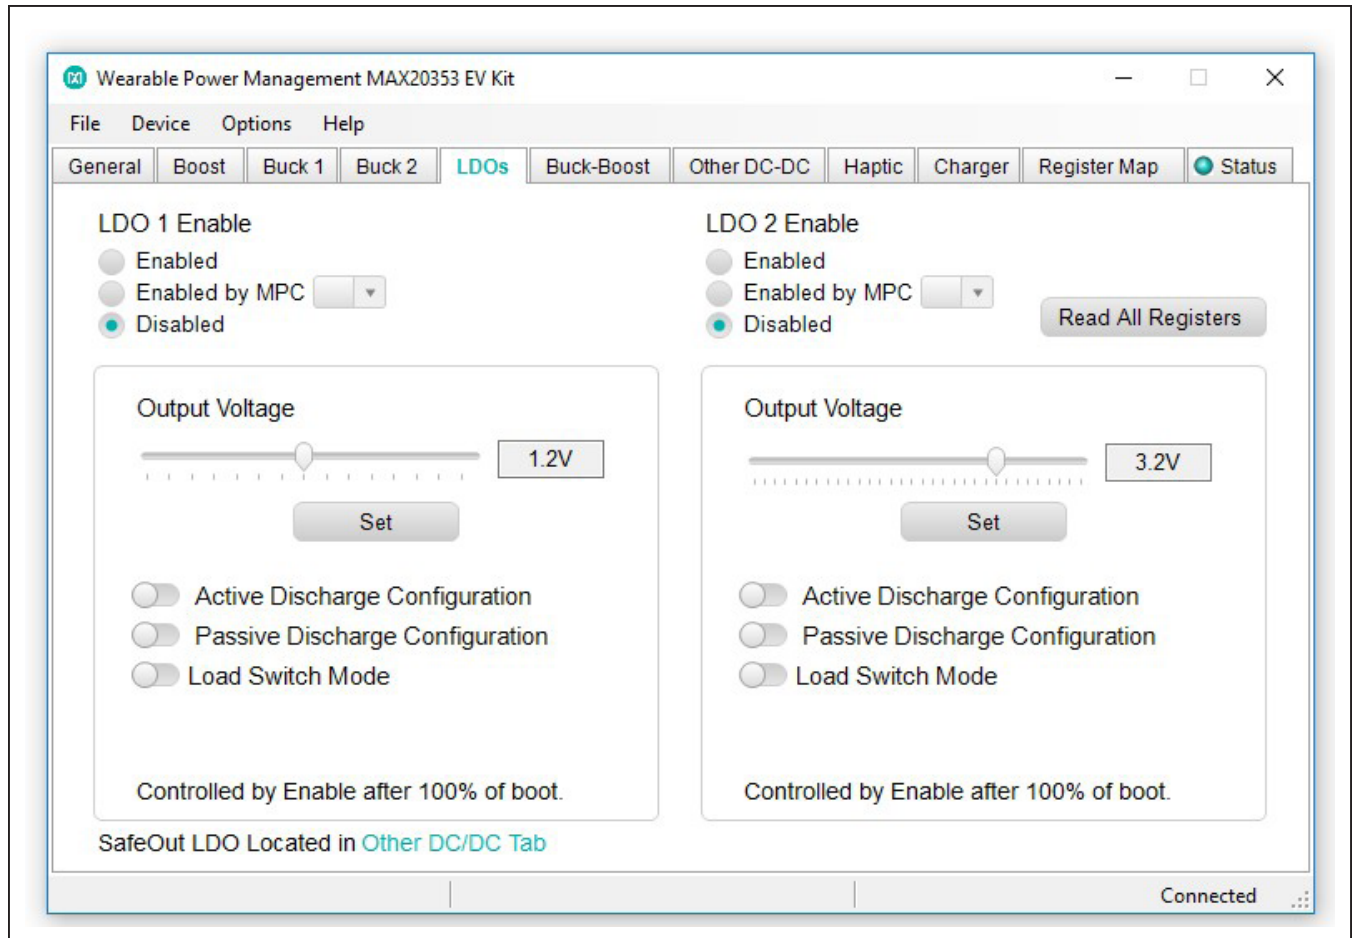 Wearable Power Management MAX20353 EV Kit
File Device Options Help
General Boost Buck 1 Buck 2 LDOs Buck-Boost Other DC-DC Haptic Charger Register Map Status
LDO 1 Enable
Enabled
Enabled by MPC
Disabled
LDO 2 Enable
Enabled
Enabled by MPC
Disabled
Read All Registers
Output Voltage
1.2V
Set
Active Discharge Configuration
Passive Discharge Configuration
Load Switch Mode
Controlled by Enable after 100% of boot.
Output Voltage
3.2V
Set
Active Discharge Configuration
Passive Discharge Configuration
Load Switch Mode
Controlled by Enable after 100% of boot.
SafeOut LDO Located in Other DC/DC Tab
Connected